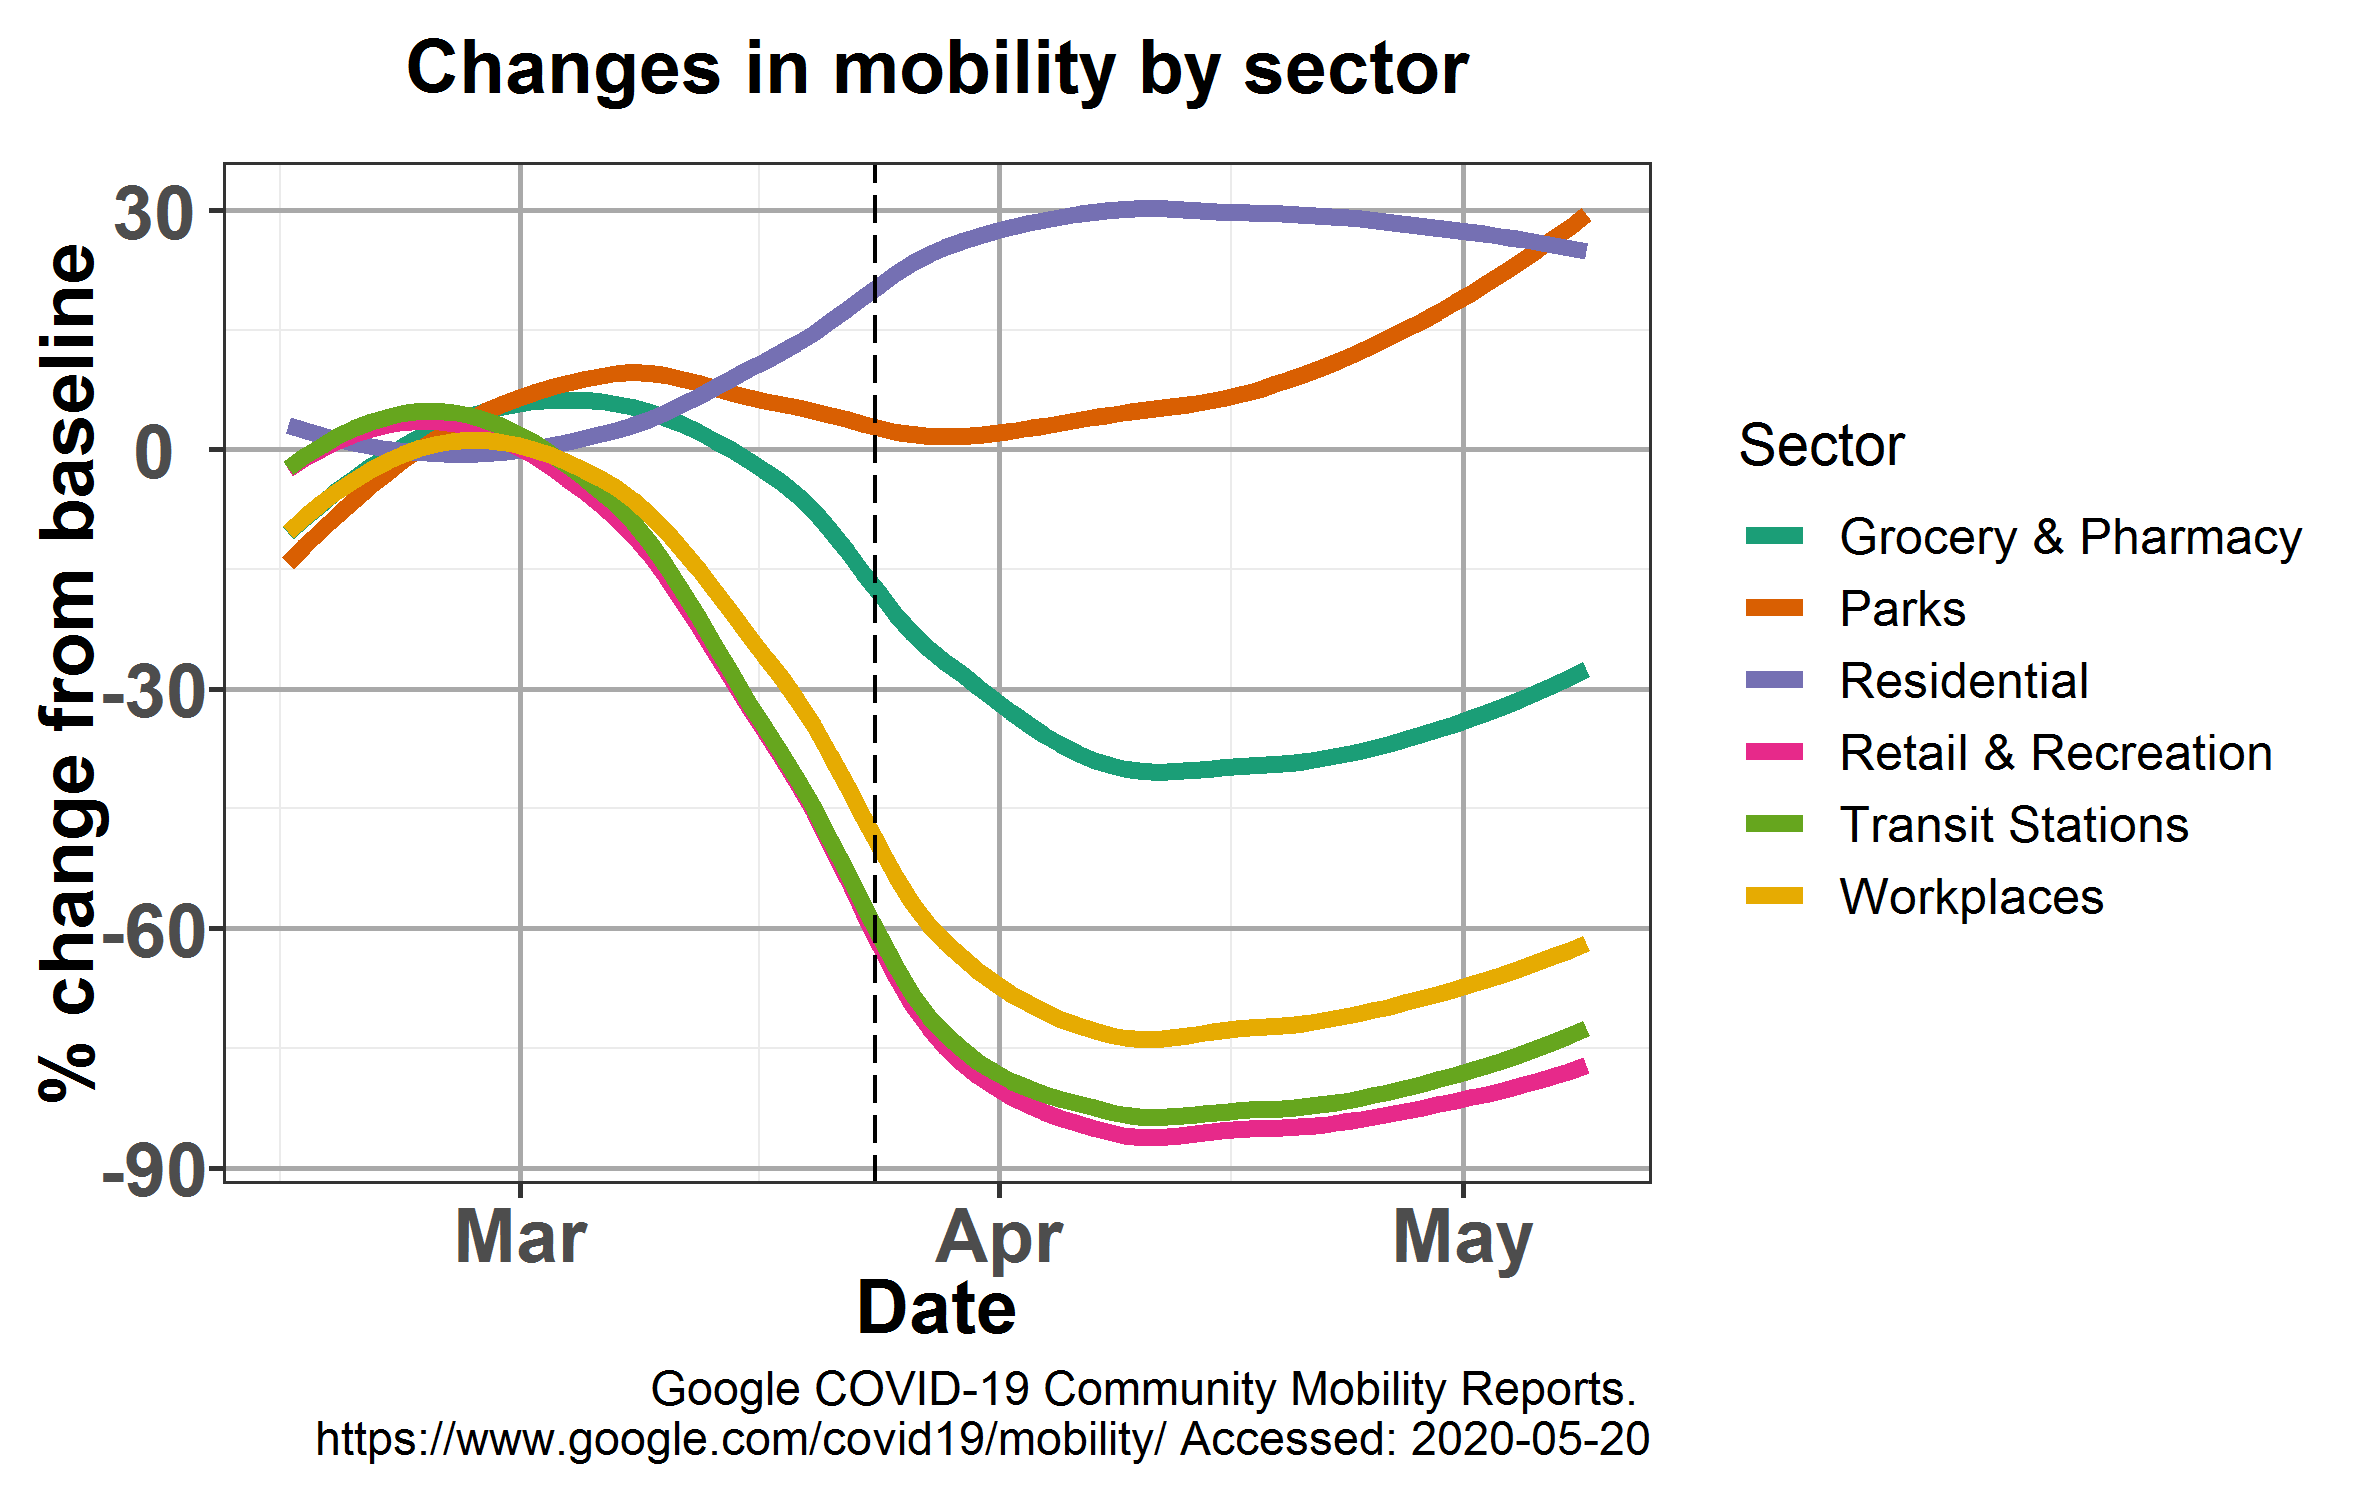 Changes in mobility by sector
% change from baseline
30
0
-30
-60
-90
Mar
Apr
May
Date
Sector
Grocery & Pharmacy
Parks
Residential
Retail & Recreation
Transit Stations
Workplaces
Google COVID-19 Community Mobility Reports.
https://www.google.com/covid19/mobility/ Accessed: 2020-05-20